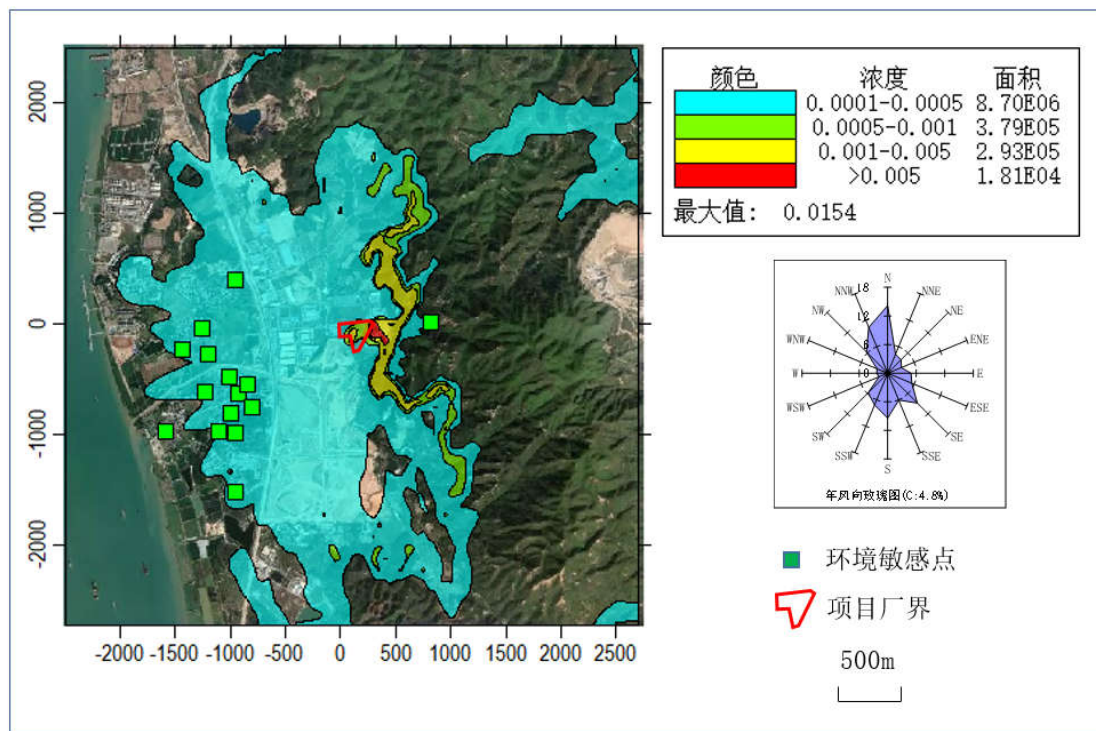 2000
1000
0
-1000
-2000
-2000 -1500 -1000 -500 0 500 1000 1500 2000 2500
颜色 浓度 面积
0.0001-0.0005 8.70E06
0.0005-0.001 3.79E05
0.001-0.005 2.93E05
>0.005 1.81E04
最大值: 0.0154
N
NNW 18 NNE
NW 12 NE
WNW 6 ENE
W 0 E
WSW ESE
SW SE
SSW SSE
S
年风向玫瑰图(C:4.8%)
环境敏感点
项目厂界
500m